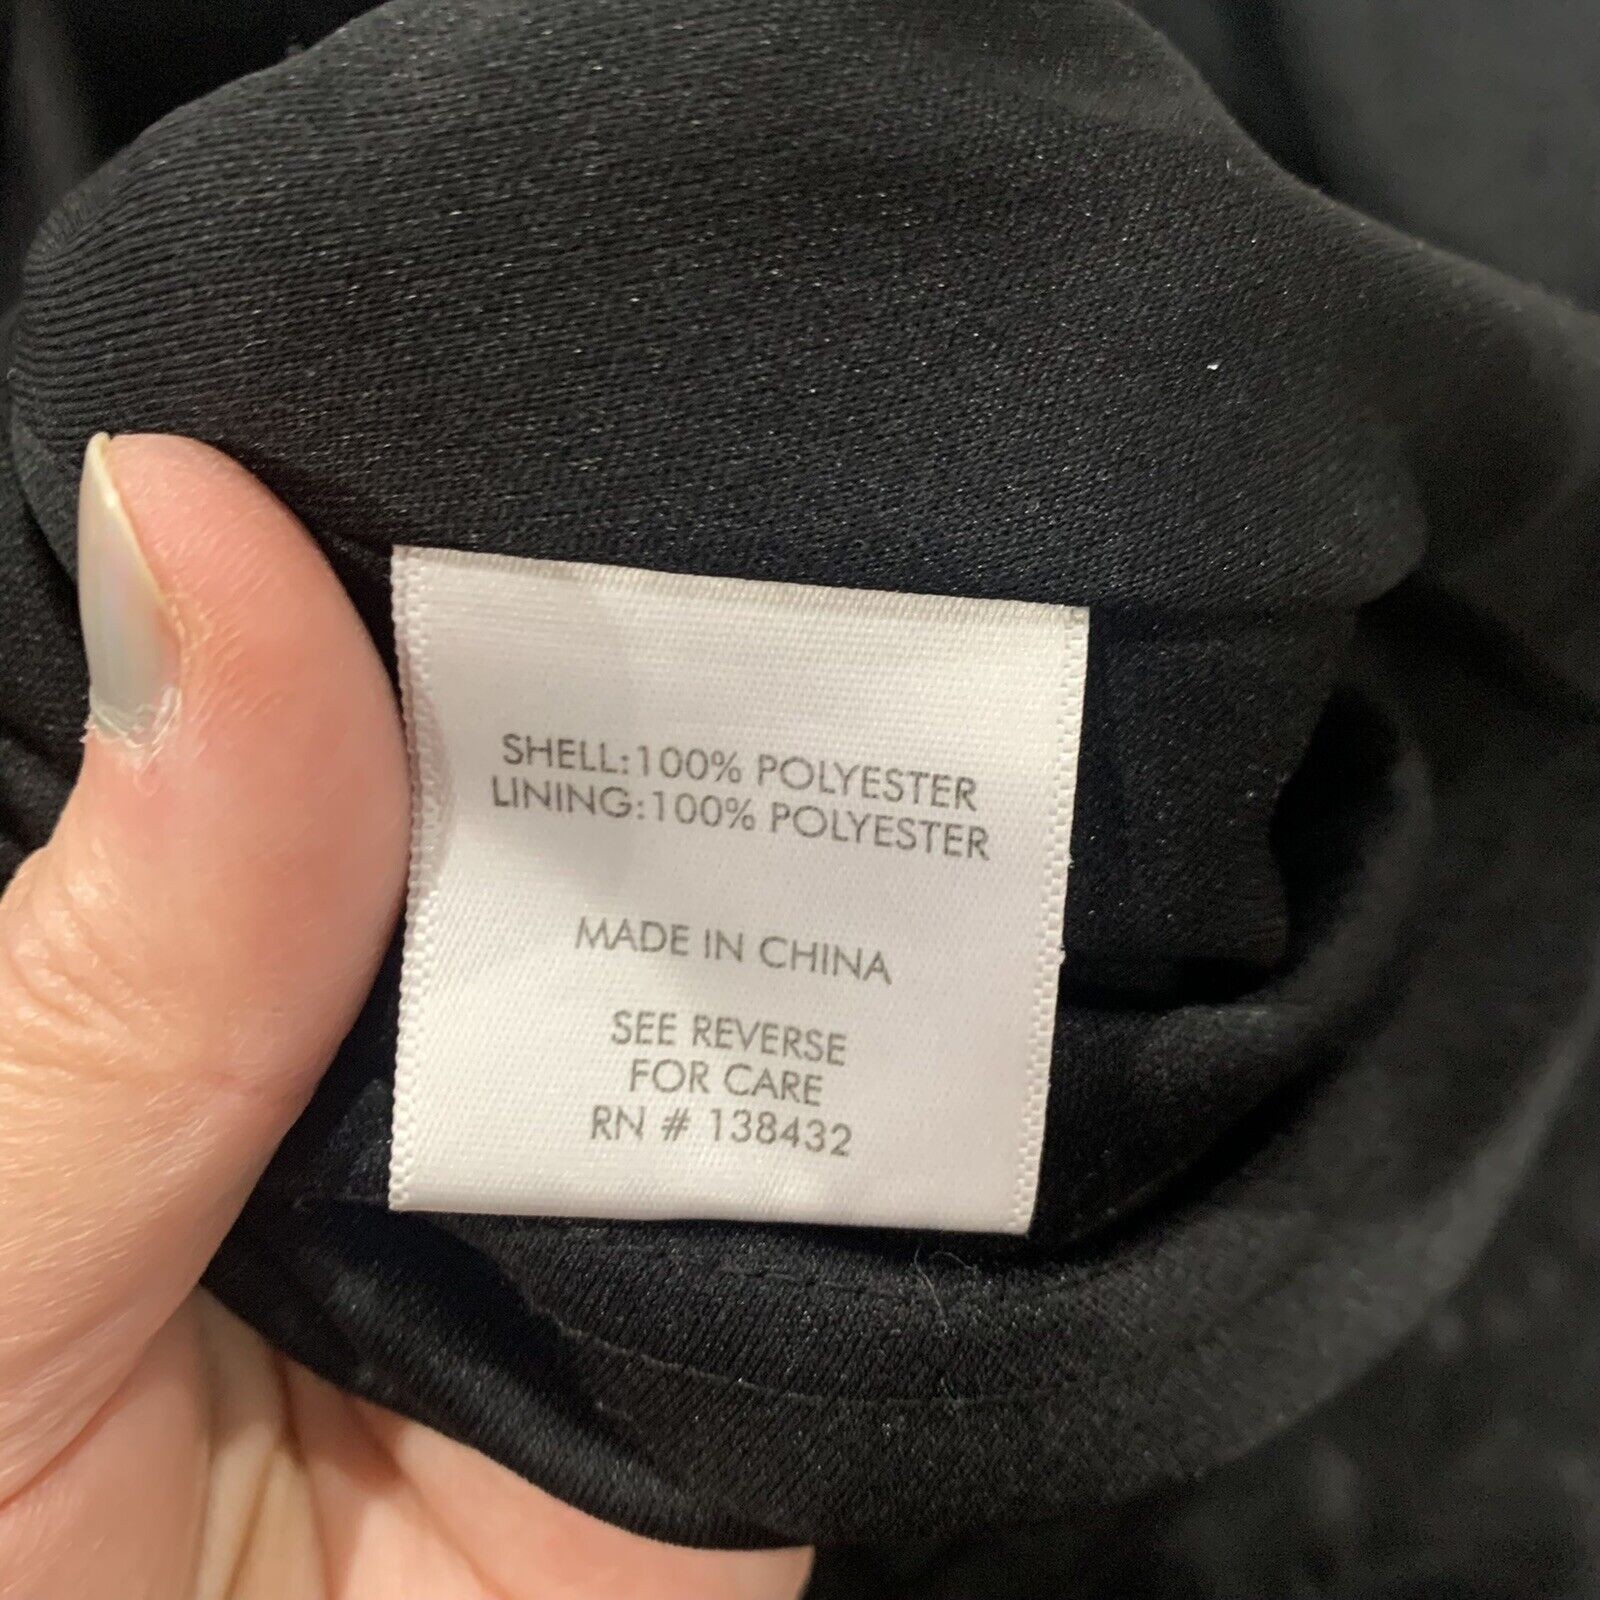 SHELL:100% POLYESTER
LINING:100% POLYESTER
MADE IN CHINA
SEE REVERSE
FOR CARE
RN # 138432